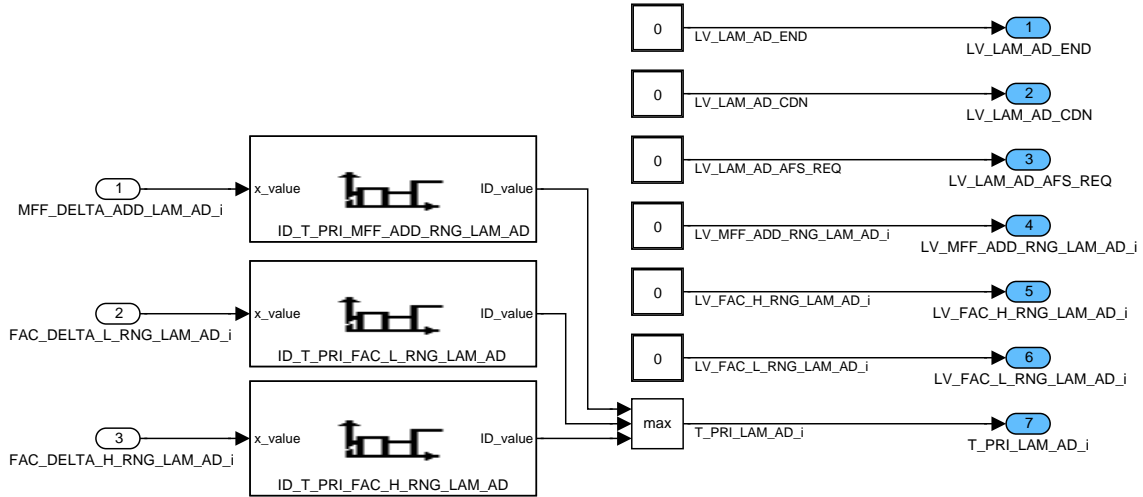 0
LV_LAM_AD_END
1
LV_LAM_AD_END
0
LV_LAM_AD_CDN
2
LV_LAM_AD_CDN
0
LV_LAM_AD_AFS_REQ
3
LV_LAM_AD_AFS_REQ
1
MFF_DELTA_ADD_LAM_AD_i
x_value
ID_value
ID_T_PRI_MFF_ADD_RNG_LAM_AD
0
LV_MFF_ADD_RNG_LAM_AD_i
4
LV_MFF_ADD_RNG_LAM_AD_i
0
LV_FAC_H_RNG_LAM_AD_i
5
LV_FAC_H_RNG_LAM_AD_i
2
FAC_DELTA_L_RNG_LAM_AD_i
x_value
ID_value
ID_T_PRI_FAC_L_RNG_LAM_AD
0
LV_FAC_L_RNG_LAM_AD_i
6
LV_FAC_L_RNG_LAM_AD_i
3
FAC_DELTA_H_RNG_LAM_AD_i
x_value
ID_value
ID_T_PRI_FAC_H_RNG_LAM_AD
max
T_PRI_LAM_AD_i
7
T_PRI_LAM_AD_i